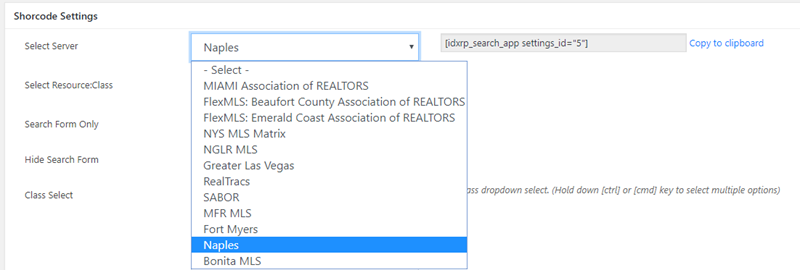 Shorcode Settings
Select Server
Naples
[idxrp_search_app settings_id="5"]
Copy to clipboard
- Select -
MIAMI Association of REALTORS
Select Resource:Class
FlexMLS: Beaufort County Association of REALTORS
FlexMLS: Emerald Coast Association of REALTORS
Search Form Only
NYS MLS Matrix
NGLR MLS
Hide Search Form
Greater Las Vegas
RealTracs
Class Select
SABOR
dropdown select. (Hold down [ctrl] or [cmd] key to select multiple options)
MFR MLS
Fort Myers
Naples
Bonita MLS